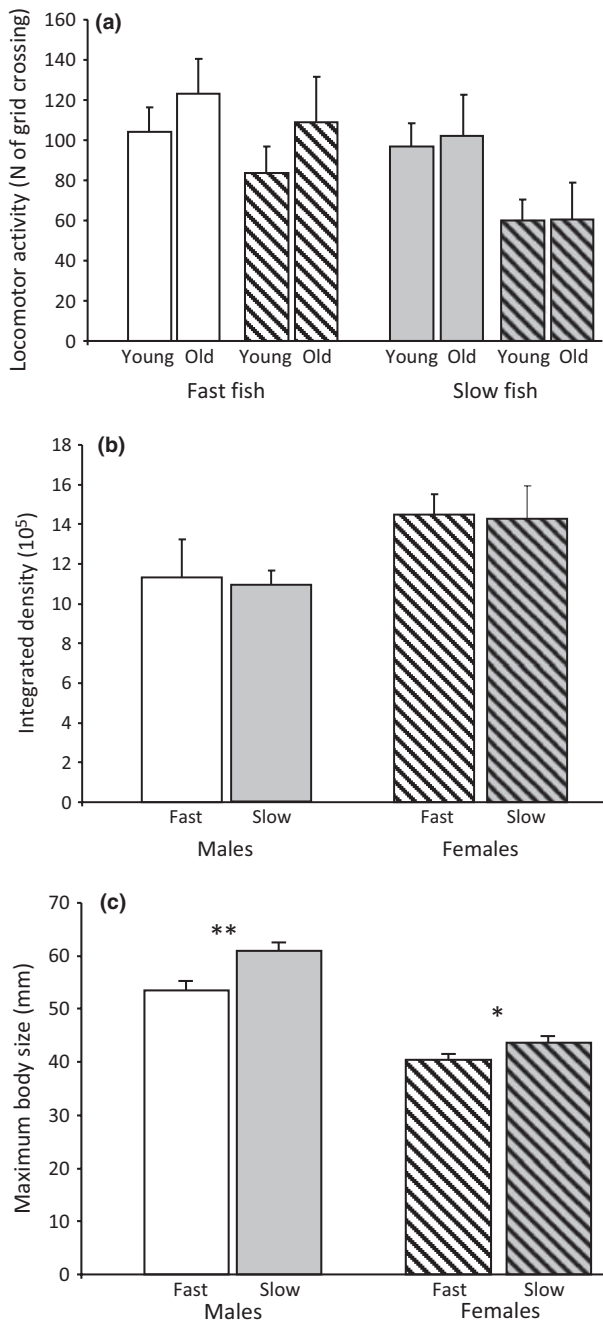 (a)
Locomotor activity (N of grid crossing)
160
140
120
100
80
60
40
20
0
Young Old Young Old Young Old Young Old
Fast fish Slow fish
(b)
Integrated density (10⁵)
18
16
14
12
10
8
6
4
2
0
Fast Slow Fast Slow
Males Females
(c)
Maximum body size (mm)
70
60
50
40
30
20
10
0
**
*
Fast Slow Fast Slow
Males Females